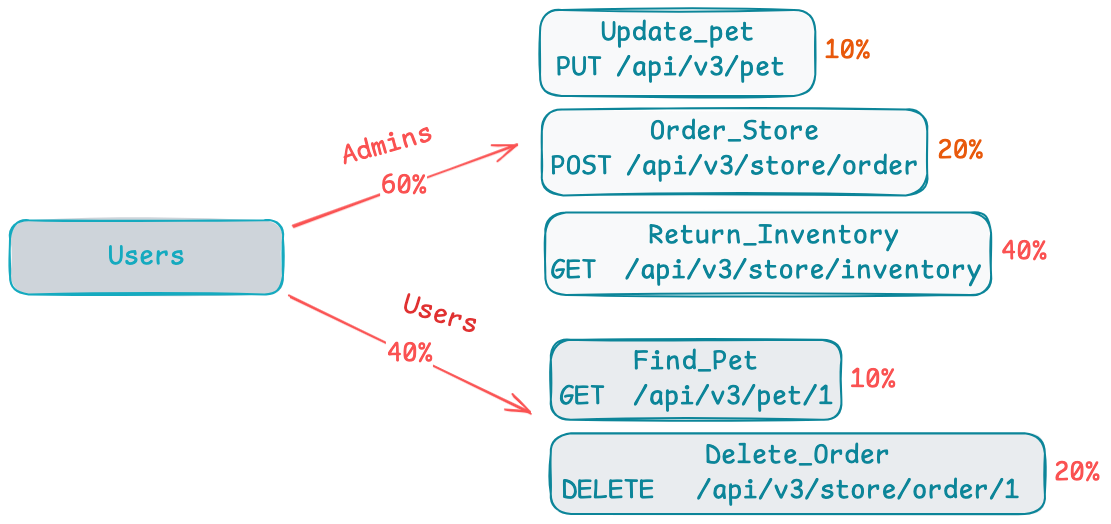 Update_pet
PUT /api/v3/pet
10%
Order_Store
POST /api/v3/store/order
20%
Admins
60%
Return_Inventory
GET /api/v3/store/inventory
40%
Users
Users
40%
Find_Pet
GET /api/v3/pet/1
10%
Delete_Order
DELETE /api/v3/store/order/1
20%